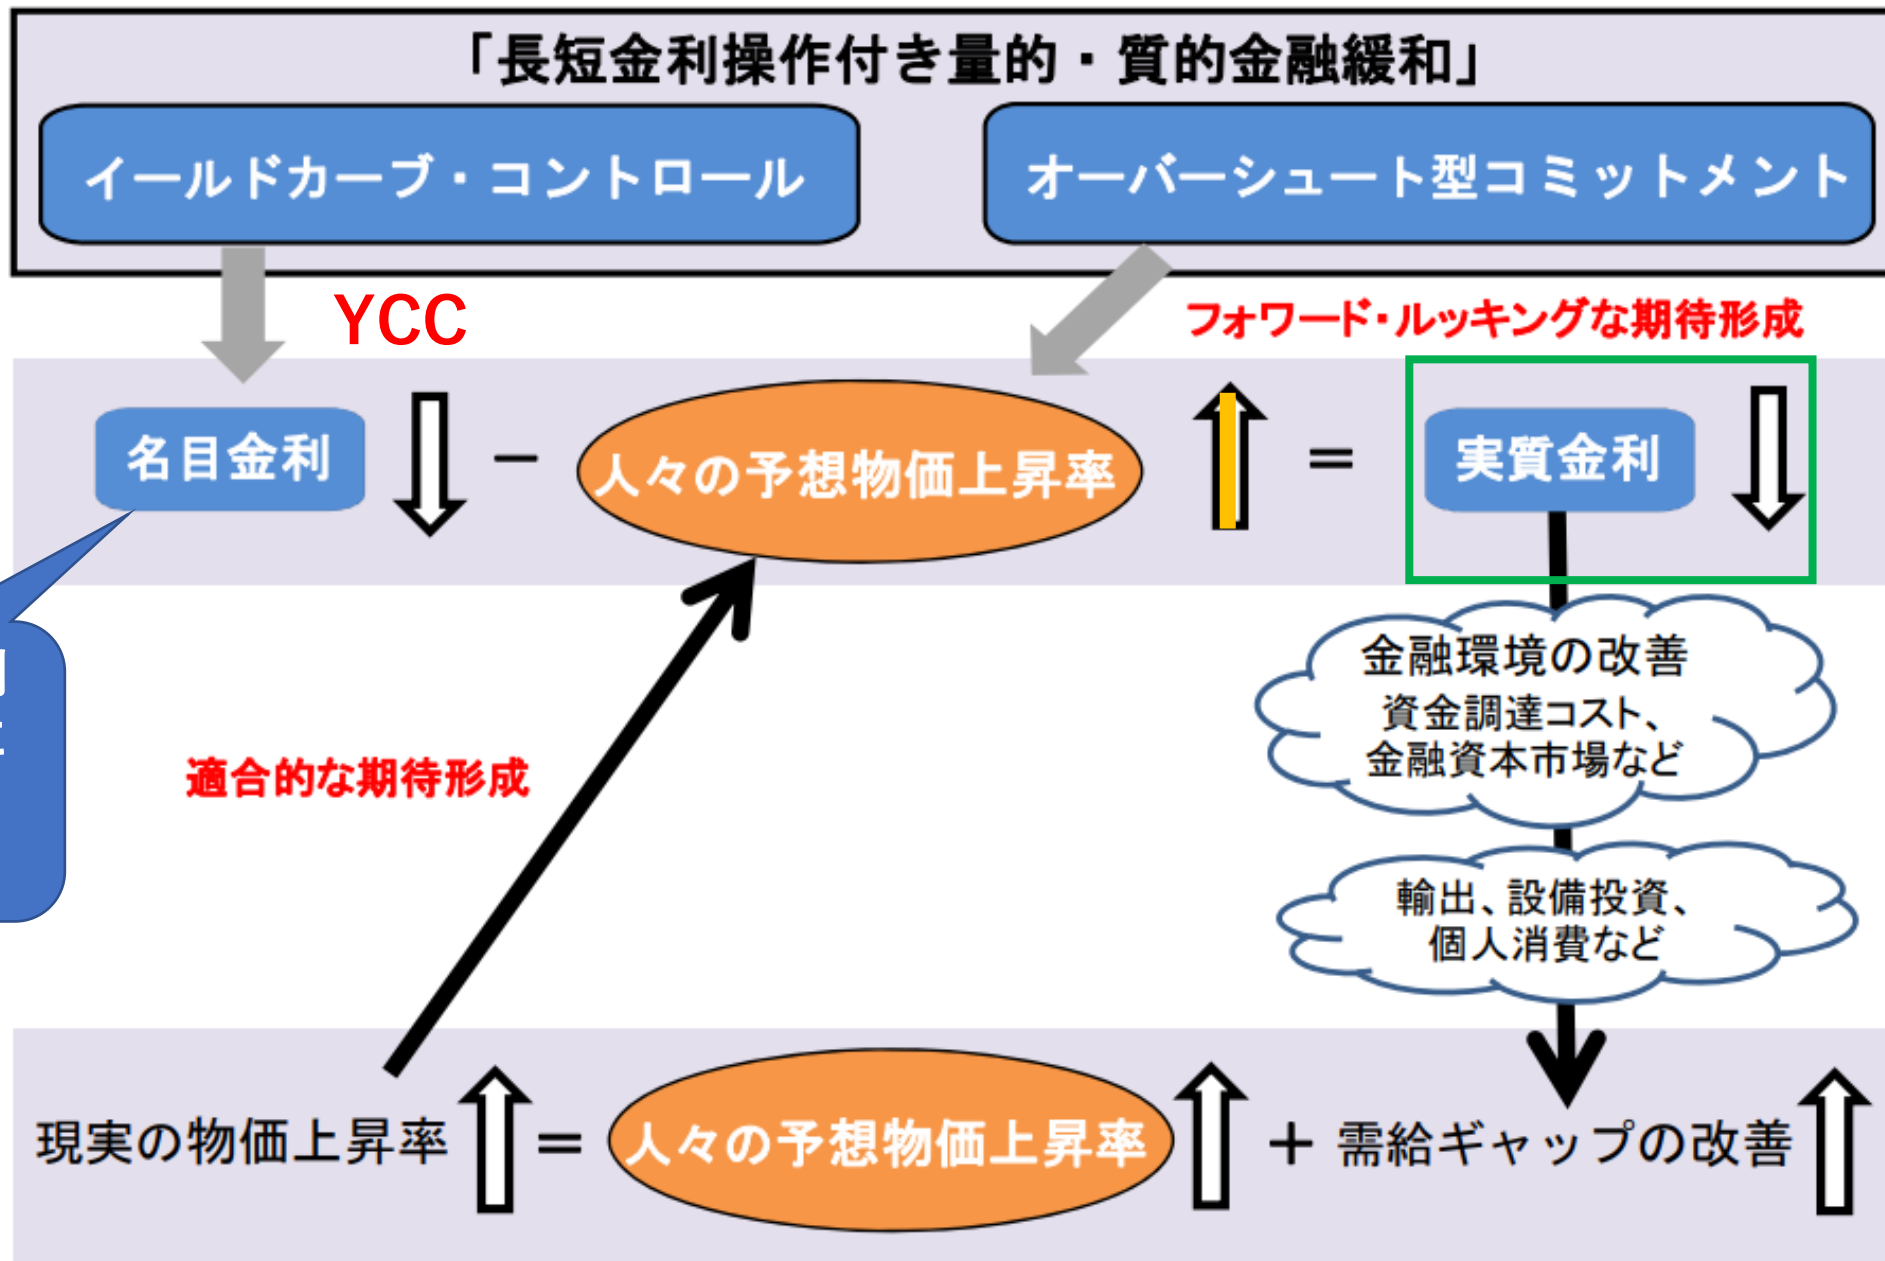 「長短金利操作付き量的・質的金融緩和」
イールドカーブ・コントロール
オーバーシュート型コミットメント
YCC
フォワード・ルッキングな期待形成
名目金利
－
人々の予想物価上昇率
＝
実質金利
金融環境の改善
資金調達コスト、
金融資本市場など
適合的な期待形成
輸出、設備投資、
個人消費など
現実の物価上昇率
＝
人々の予想物価上昇率
＋
需給ギャップの改善